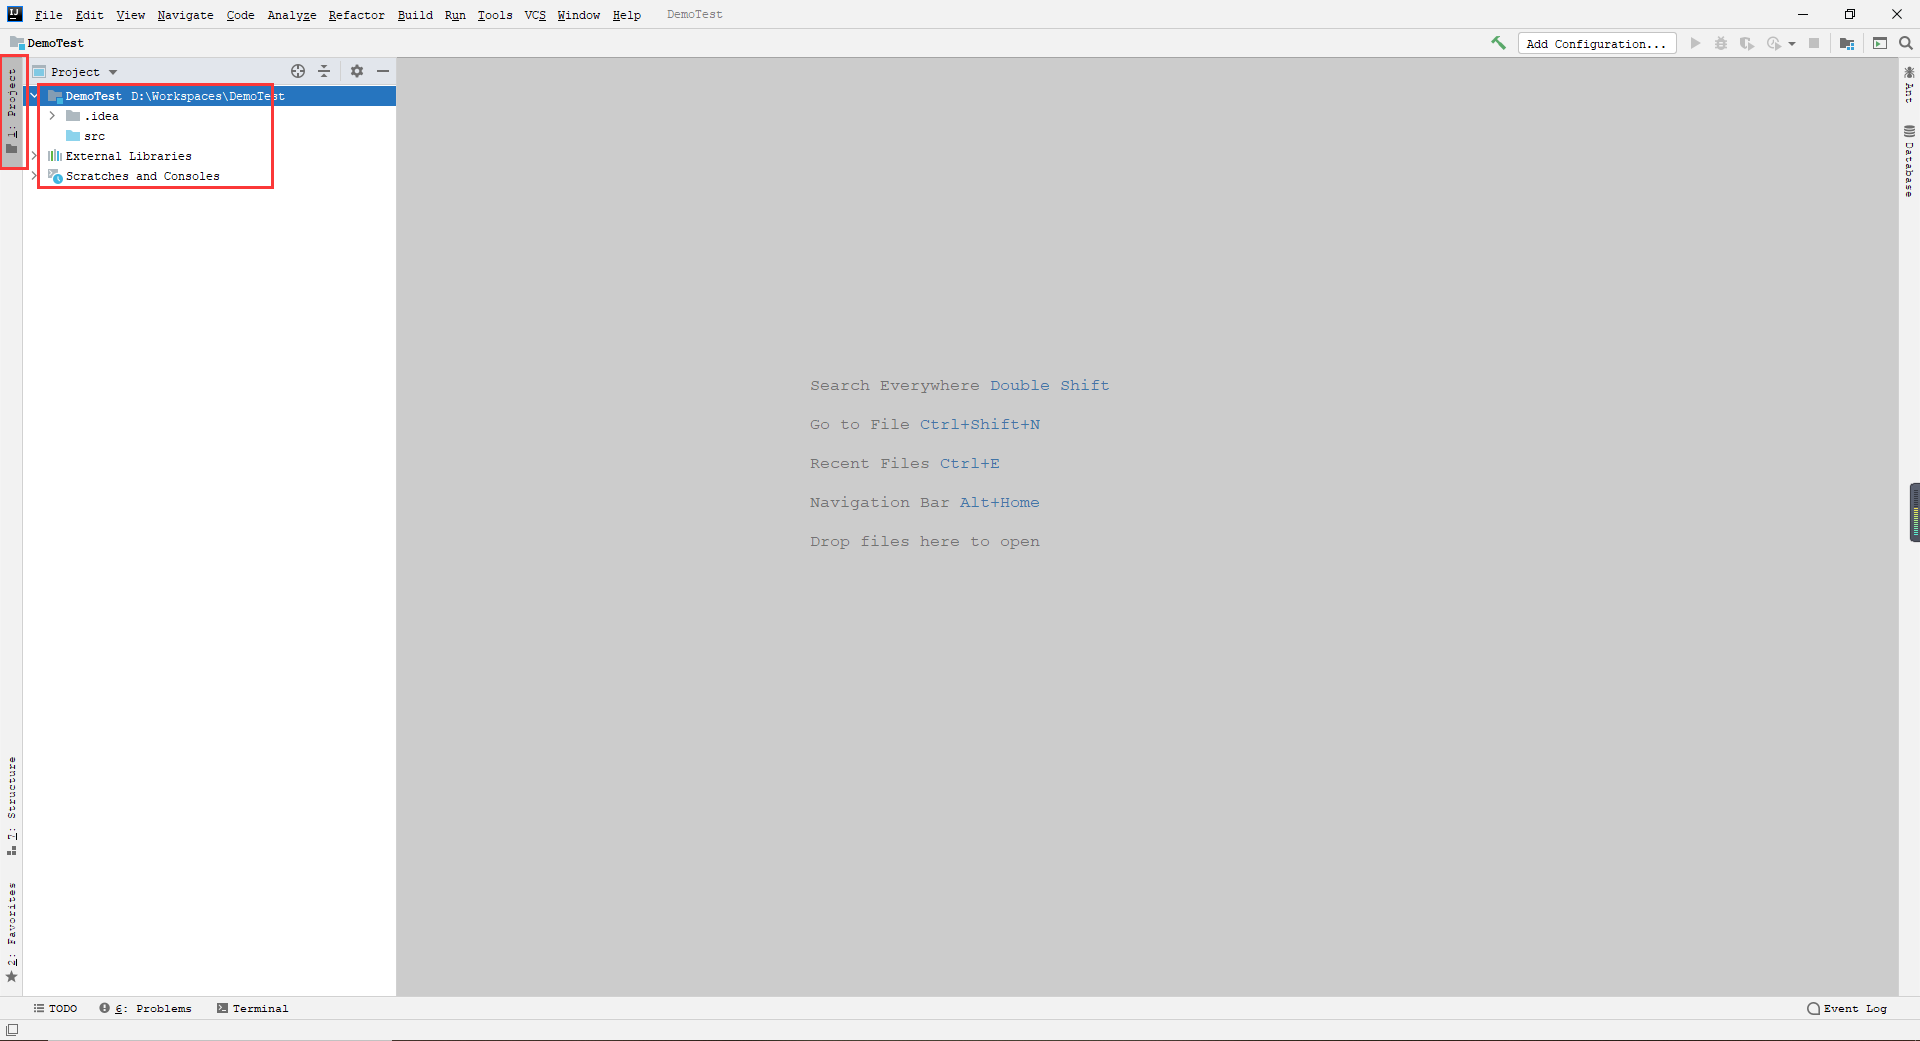 IJ
File Edit View Navigate Code Analyze Refactor Build Run Tools VCS Window Help DemoTest
DemoTest
Add Configuration...
1: Project
Project
DemoTest D:\Workspaces\DemoTest
.idea
src
External Libraries
Scratches and Consoles
Search Everywhere Double Shift
Go to File Ctrl+Shift+N
Recent Files Ctrl+E
Navigation Bar Alt+Home
Drop files here to open
Ant
Database
7: Structure
2: Favorites
TODO
6: Problems
Terminal
Event Log